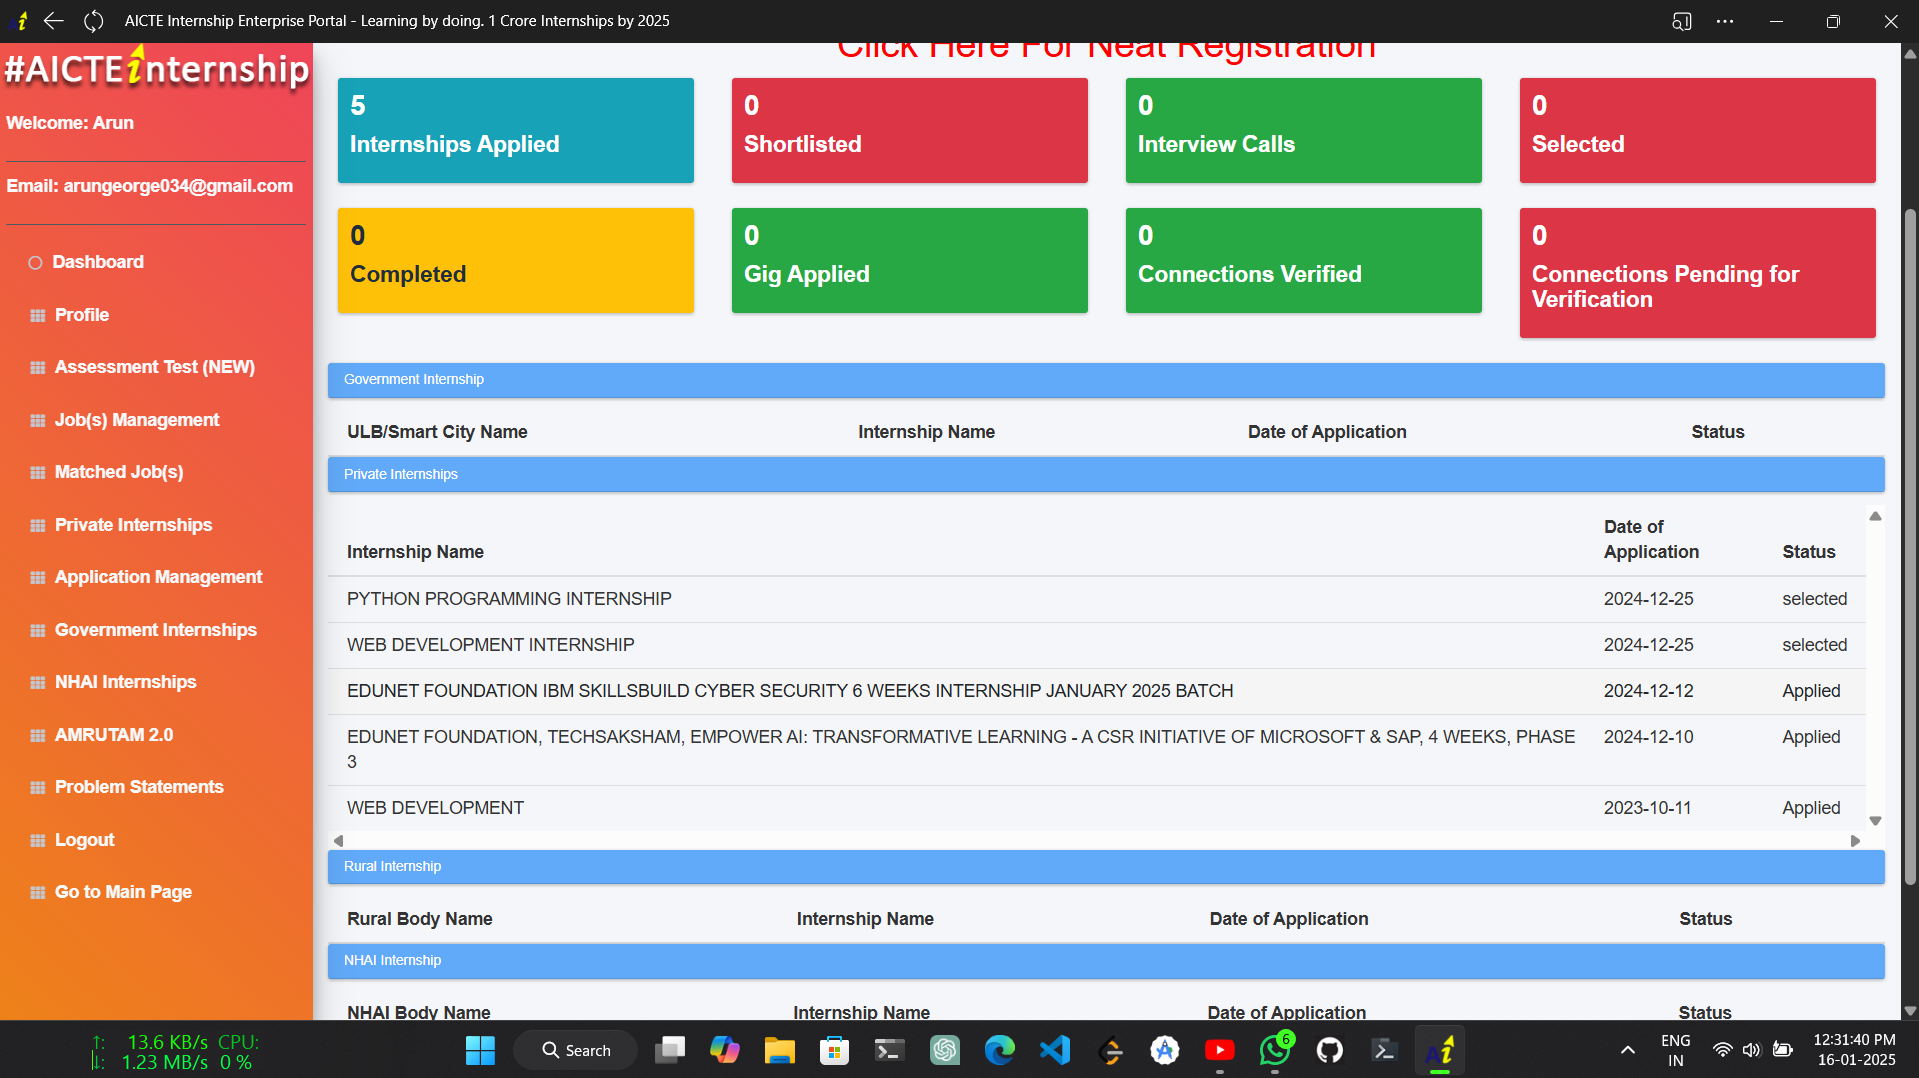 AICTE Internship Enterprise Portal - Learning by doing. 1 Crore Internships by 2025
#AICTEinternship
Welcome: Arun
Email: arungeorge034@gmail.com
Dashboard
Profile
Assessment Test (NEW)
Job(s) Management
Matched Job(s)
Private Internships
Application Management
Government Internships
NHAI Internships
AMRUTAM 2.0
Problem Statements
Logout
Go to Main Page
Click Here For Neat Registration
5
Internships Applied
0
Shortlisted
0
Interview Calls
0
Selected
0
Completed
0
Gig Applied
0
Connections Verified
0
Connections Pending for
Verification
Government Internship
ULB/Smart City Name Internship Name Date of Application Status
Private Internships
Internship Name Date of Application Status
PYTHON PROGRAMMING INTERNSHIP 2024-12-25 selected
WEB DEVELOPMENT INTERNSHIP 2024-12-25 selected
EDUNET FOUNDATION IBM SKILLSBUILD CYBER SECURITY 6 WEEKS INTERNSHIP JANUARY 2025 BATCH 2024-12-12 Applied
EDUNET FOUNDATION, TECHSAKSHAM, EMPOWER AI: TRANSFORMATIVE LEARNING - A CSR INITIATIVE OF MICROSOFT & SAP, 4 WEEKS, PHASE 2024-12-10 Applied
3
WEB DEVELOPMENT 2023-10-11 Applied
Rural Internship
Rural Body Name Internship Name Date of Application Status
NHAI Internship
NHAI Body Name Internship Name Date of Application Status
↑: 13.6 KB/s CPU:
↓: 1.23 MB/s 0 %
Search
6
ENG
IN
12:31:40 PM
16-01-2025